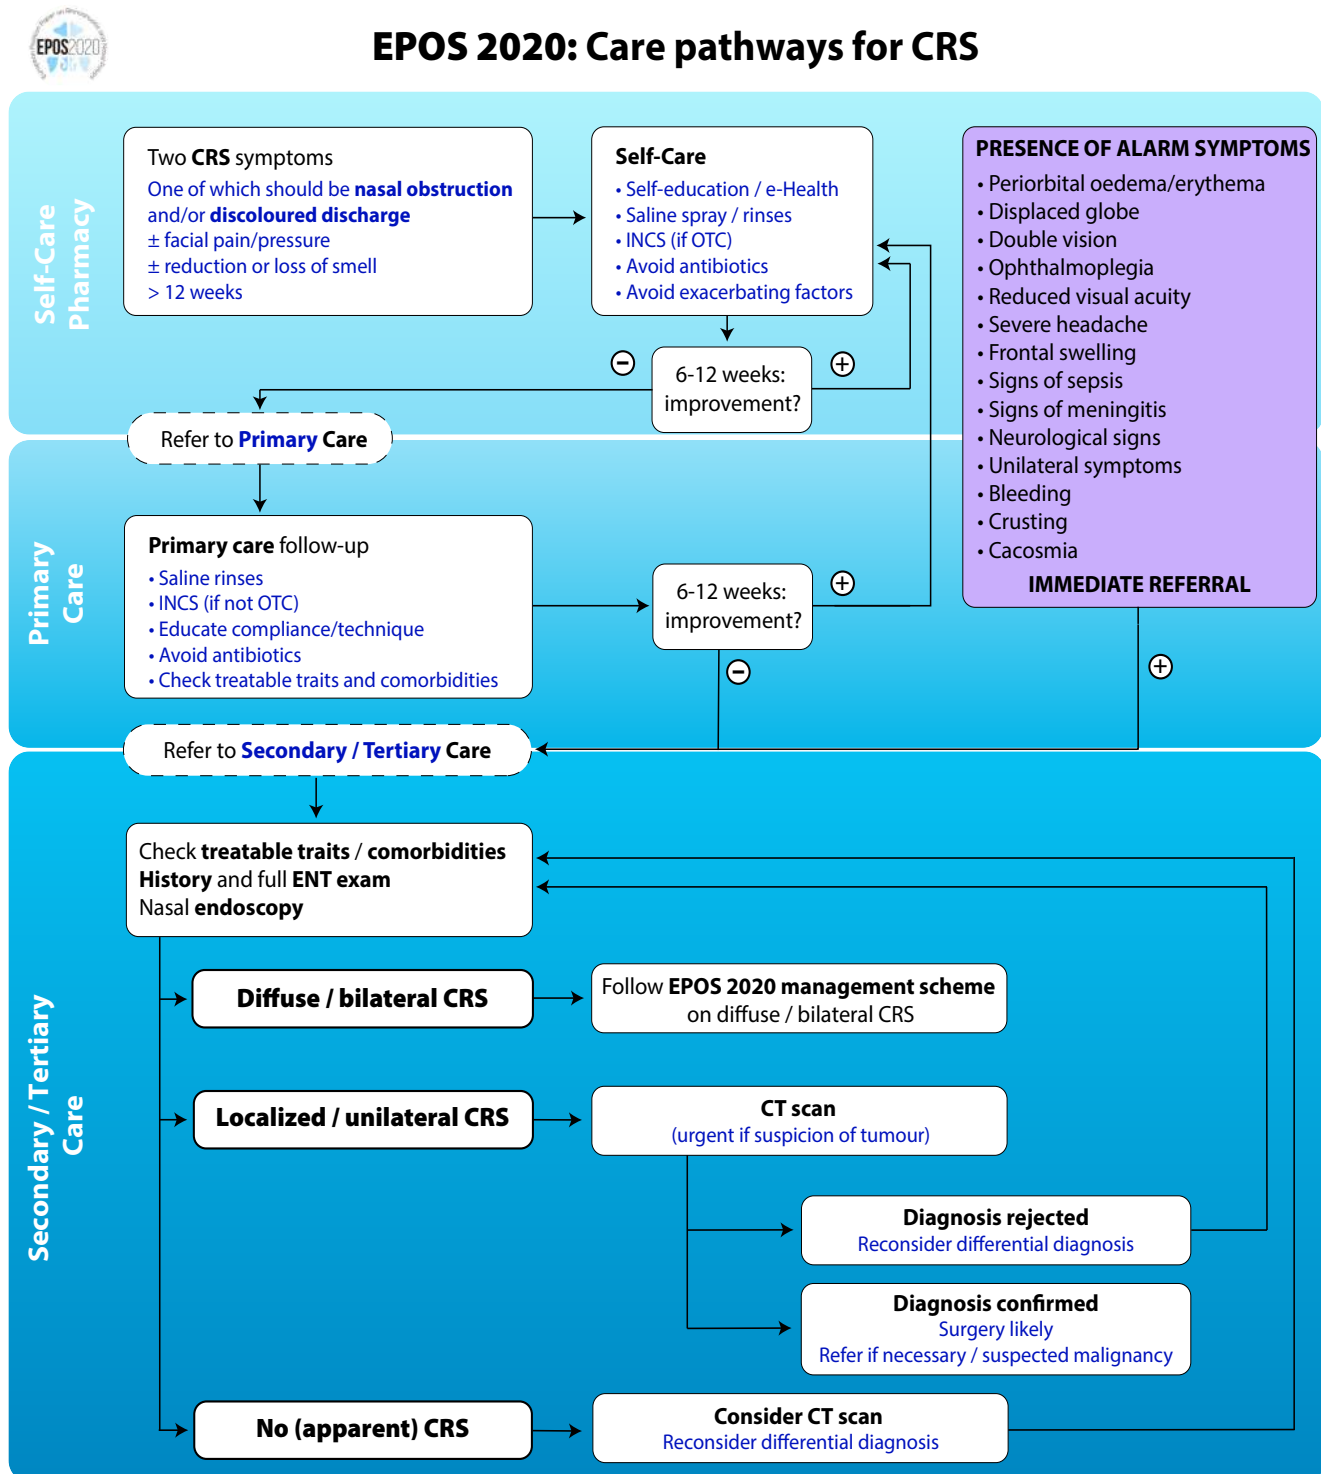 EPOS2020
EPOS 2020: Care pathways for CRS
Self-Care
Pharmacy
Two CRS symptoms
One of which should be nasal obstruction
and/or discoloured discharge
± facial pain/pressure
± reduction or loss of smell
> 12 weeks
Self-Care
• Self-education / e-Health
• Saline spray / rinses
• INCS (if OTC)
• Avoid antibiotics
• Avoid exacerbating factors
6-12 weeks:
improvement?
−
+
PRESENCE OF ALARM SYMPTOMS
• Periorbital oedema/erythema
• Displaced globe
• Double vision
• Ophthalmoplegia
• Reduced visual acuity
• Severe headache
• Frontal swelling
• Signs of sepsis
• Signs of meningitis
• Neurological signs
• Unilateral symptoms
• Bleeding
• Crusting
• Cacosmia
IMMEDIATE REFERRAL
+
Refer to Primary Care
Primary
Care
Primary care follow-up
• Saline rinses
• INCS (if not OTC)
• Educate compliance/technique
• Avoid antibiotics
• Check treatable traits and comorbidities
6-12 weeks:
improvement?
+
−
Refer to Secondary / Tertiary Care
Secondary / Tertiary
Care
Check treatable traits / comorbidities
History and full ENT exam
Nasal endoscopy
Diffuse / bilateral CRS
Follow EPOS 2020 management scheme
on diffuse / bilateral CRS
Localized / unilateral CRS
CT scan
(urgent if suspicion of tumour)
Diagnosis rejected
Reconsider differential diagnosis
Diagnosis confirmed
Surgery likely
Refer if necessary / suspected malignancy
No (apparent) CRS
Consider CT scan
Reconsider differential diagnosis